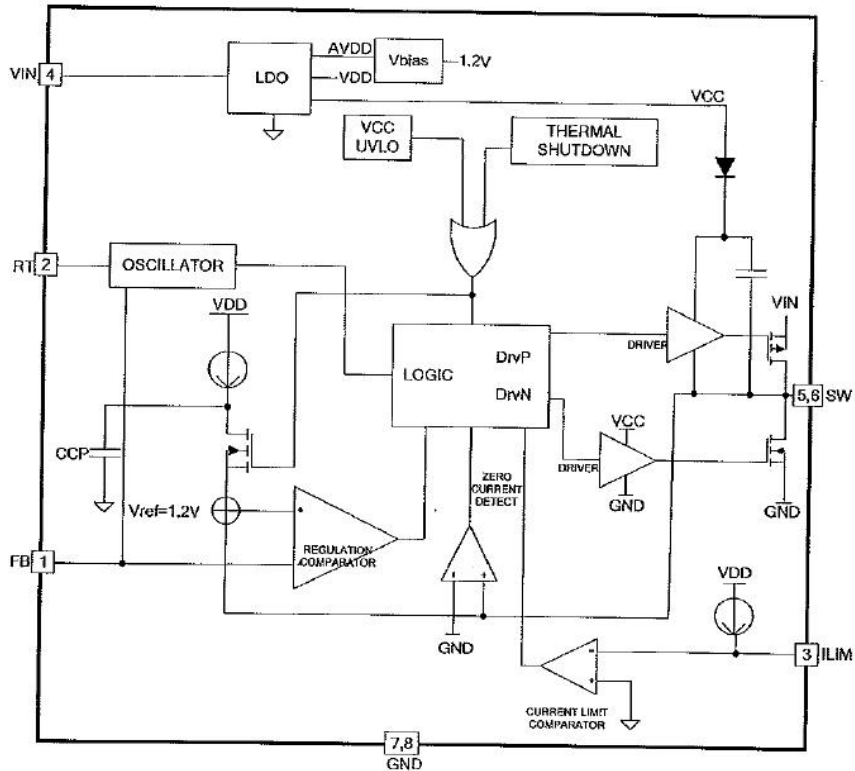 AVDD
Vbias
1.2V
VIN
4
LDO
VDD
VCC
VCC
UVLO
THERMAL
SHUTDOWN
RT
2
OSCILLATOR
VDD
VIN
DRIVER
LOGIC
DrvP
DrvN
5,6
SW
CCP
VCC
DRIVER
ZERO
CURRENT
DETECT
GND
GND
Vref=1.2V
REGULATION
COMPARATOR
FB
1
VDD
GND
3
ILIM
CURRENT LIMIT
COMPARATOR
7,8
GND